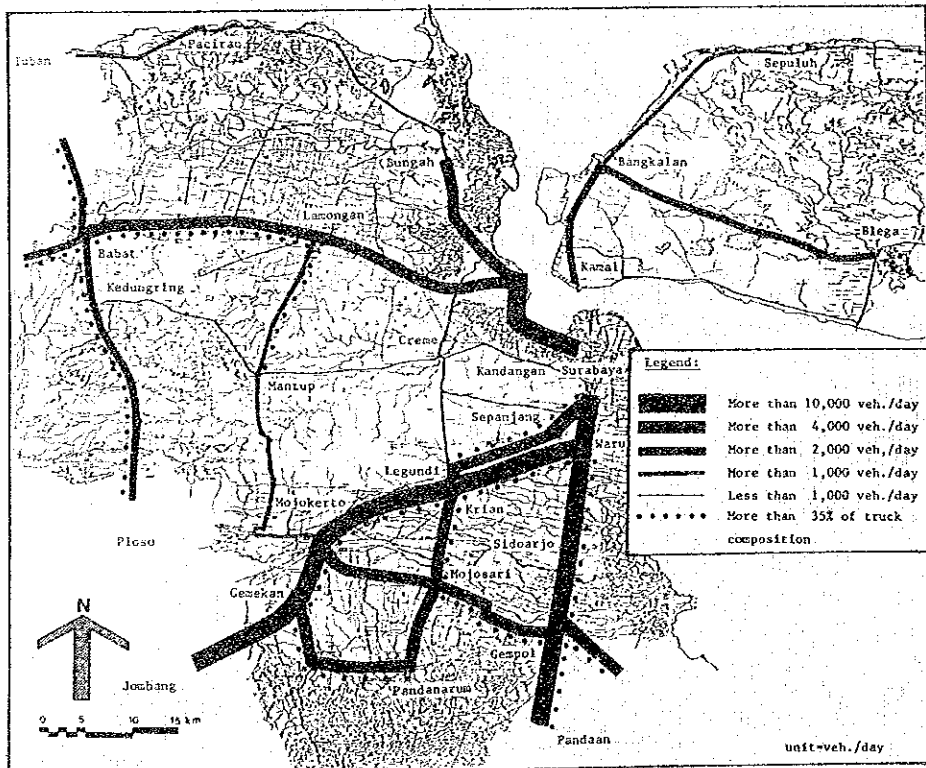 Tuban
Paciran
Sepuluh
Bungah
Bangkalan
Lamongan
Blega
Babat
Kamal
Kedungring
Creme
Kandangan
Surabaya
Mantup
Sepanjang
Waru
Legundi
Mojokerto
Krian
Ploso
Sidoarjo
Mojosari
Gemekan
N
Gempol
Jombang
Pandanarum
0 5 10 15 km
Pandaan
unit=veh./day
Legend:
More than 10,000 veh./day
More than 4,000 veh./day
More than 2,000 veh./day
More than 1,000 veh./day
Less than 1,000 veh./day
More than 35% of truck
composition